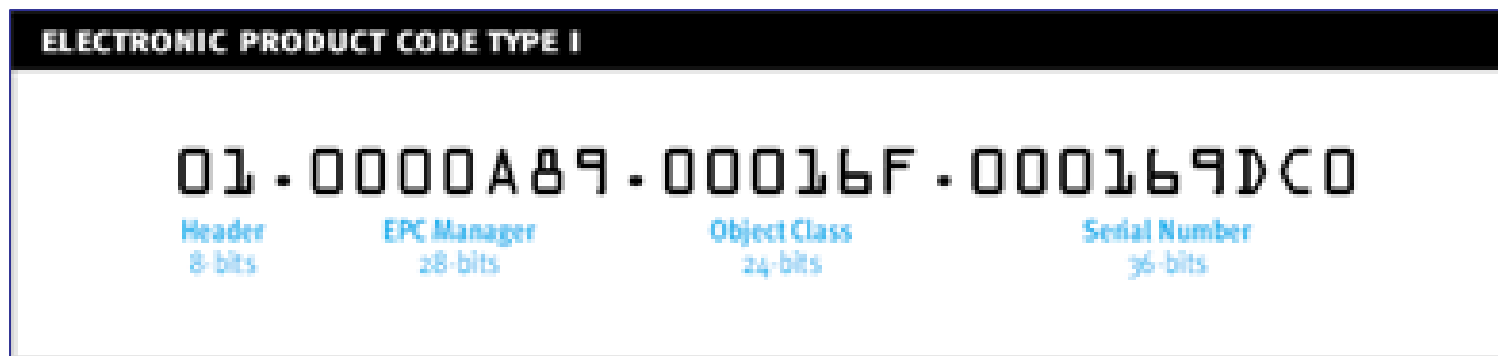 ELECTRONIC PRODUCT CODE TYPE I
01.0000A89.00016F.000169DC0
Header EPC Manager Object Class Serial Number
8-bits 28-bits 24-bits 36-bits